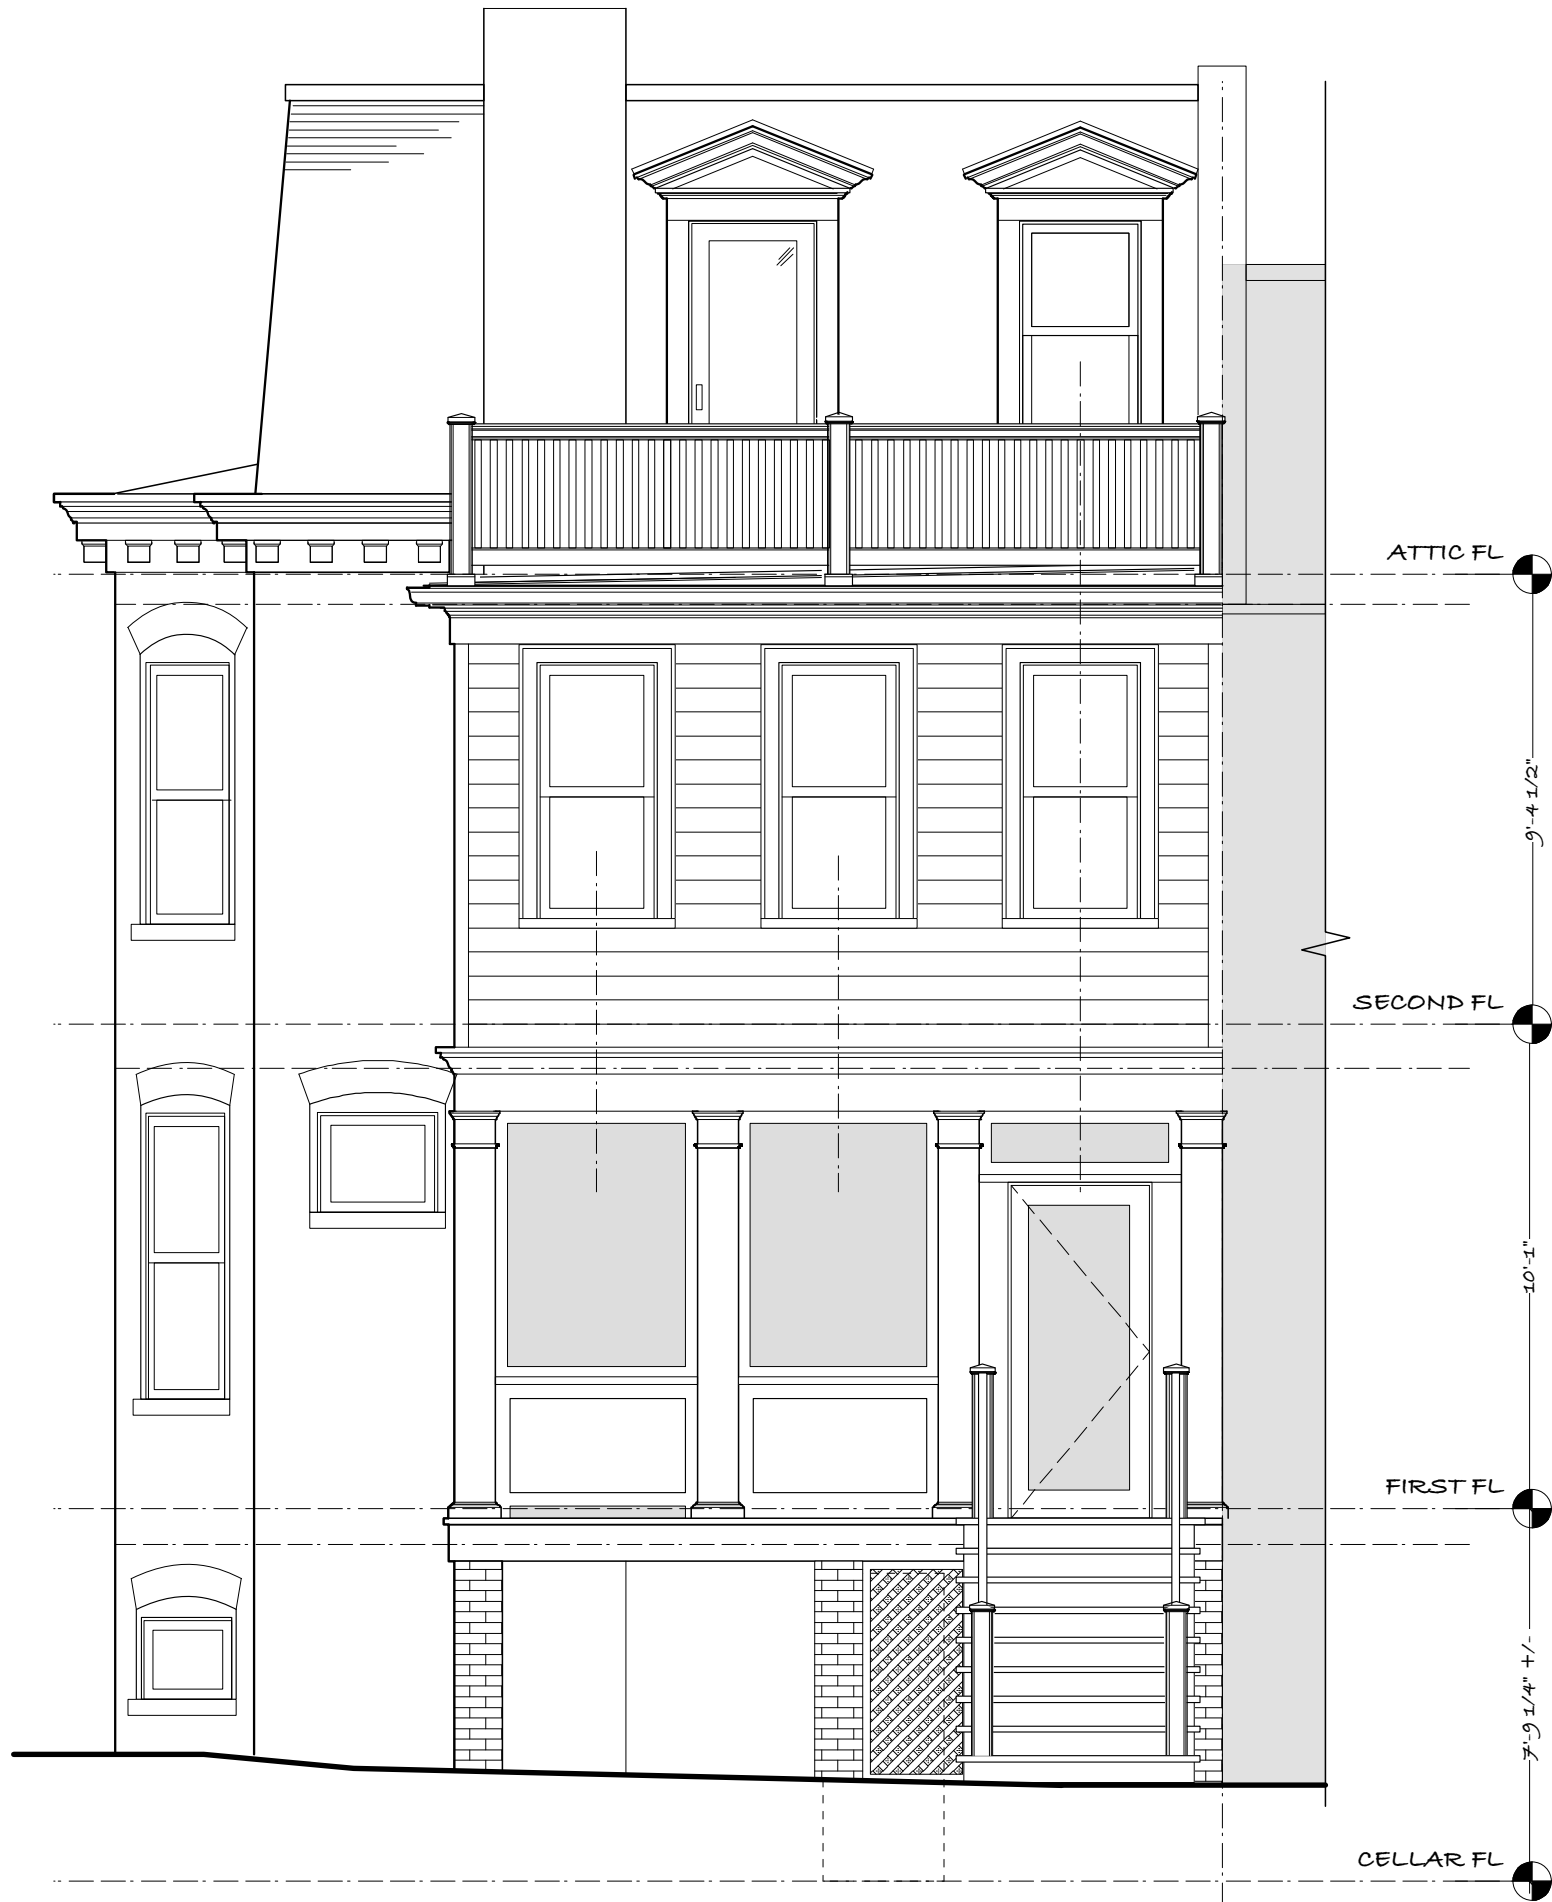 ATTIC FL
9'-4 1/2"
SECOND FL
10'-1"
FIRST FL
7'-9 1/4" +/-
CELLAR FL